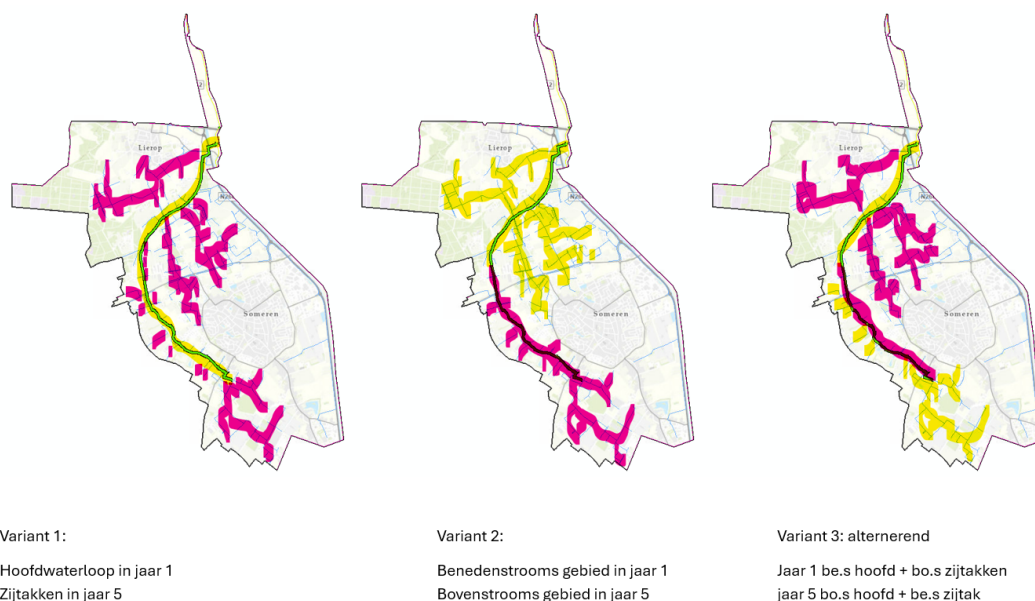 Lierop
Someren
Lierop
Someren
Lierop
Someren
Variant 1:
Hoofdwaterloop in jaar 1
Zijtakken in jaar 5
Variant 2:
Benedenstrooms gebied in jaar 1
Bovenstrooms gebied in jaar 5
Variant 3: alternerend
Jaar 1 be.s hoofd + bo.s zijtakken
jaar 5 bo.s hoofd + be.s zijtak